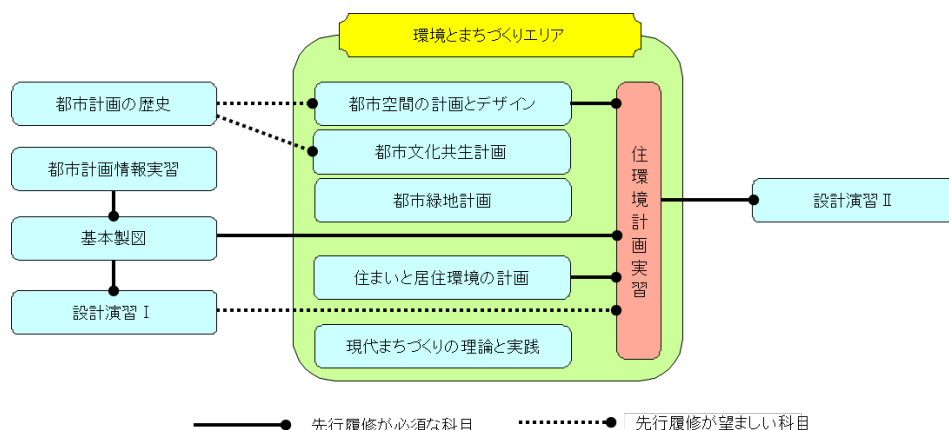 環境とまちづくりエリア
都市計画の歴史
都市空間の計画とデザイン
都市文化共生計画
都市計画情報実習
都市緑地計画
住環境計画実習
設計演習Ⅱ
基本製図
住まいと居住環境の計画
設計演習Ⅰ
現代まちづくりの理論と実践
先行履修が必須な科目
先行履修が望ましい科目